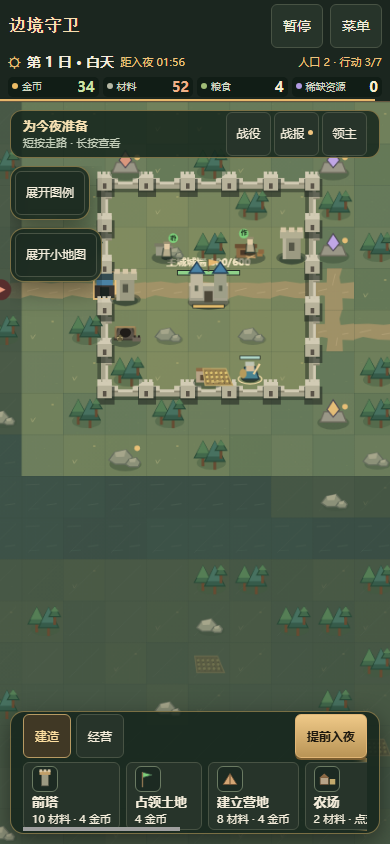 边境守卫
暂停
菜单
第 1 日 • 白天 距入夜 01:56
人口 2 · 行动 3/7
金币 34
材料 52
粮食 4
稀缺资源 0
为今夜准备
短按走路 · 长按查看
战役
战报
领主
展开图例
展开小地图
作
作
建造
经营
提前入夜
箭塔
10 材料 · 4 金币
占领土地
4 金币
建立营地
8 材料 · 4 金币
农场
2 材料 · 点